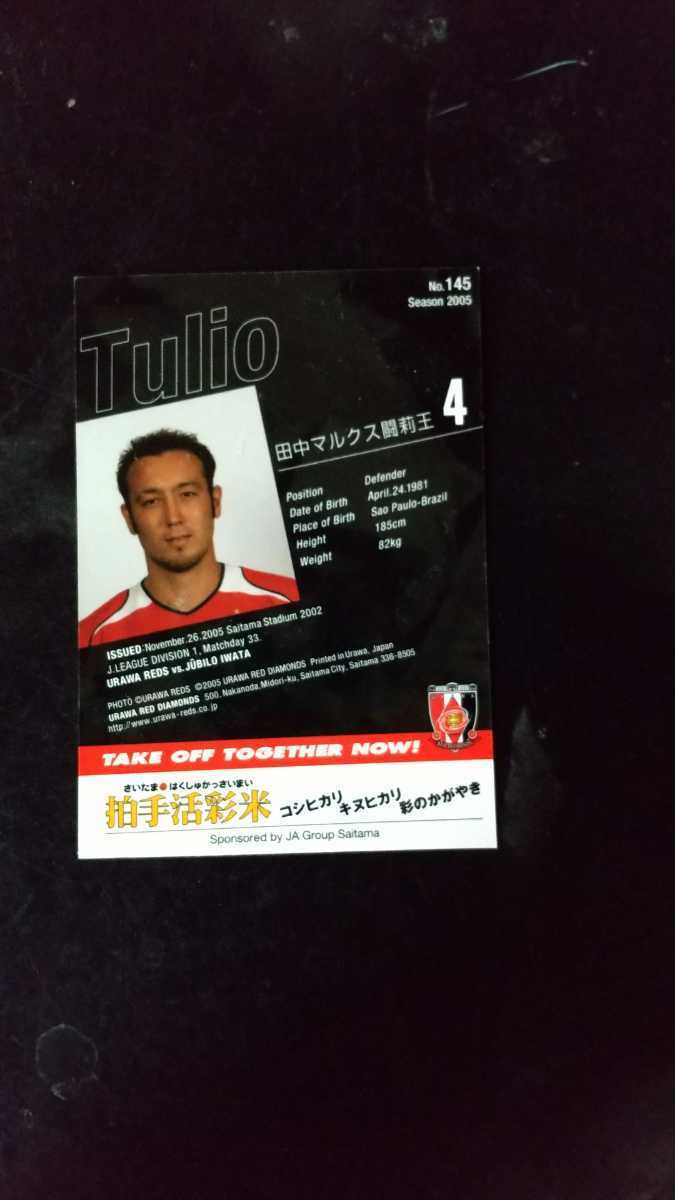 No.145
Season 2005
Tulio
4
田中マルクス闘莉王
Position Defender
Date of Birth April.24.1981
Place of Birth Sao Paulo-Brazil
Height 185cm
Weight 82kg
ISSUED:November.26.2005 Saitama Stadium 2002
J.LEAGUE DIVISION 1, Matchday 33.
URAWA REDS vs. JÚBILO IWATA
PHOTO ©URAWA REDS ©2005 URAWA RED DIAMONDS Printed in Urawa, Japan
URAWA RED DIAMONDS 500, Nakanoda, Midori-ku, Saitama City, Saitama 336-8505
http://www.urawa-reds.co.jp
TAKE OFF TOGETHER NOW!
さいたま はくしゅかっさいまい
拍手活彩米 コシヒカリ キヌヒカリ 彩のかがやき
Sponsored by JA Group Saitama